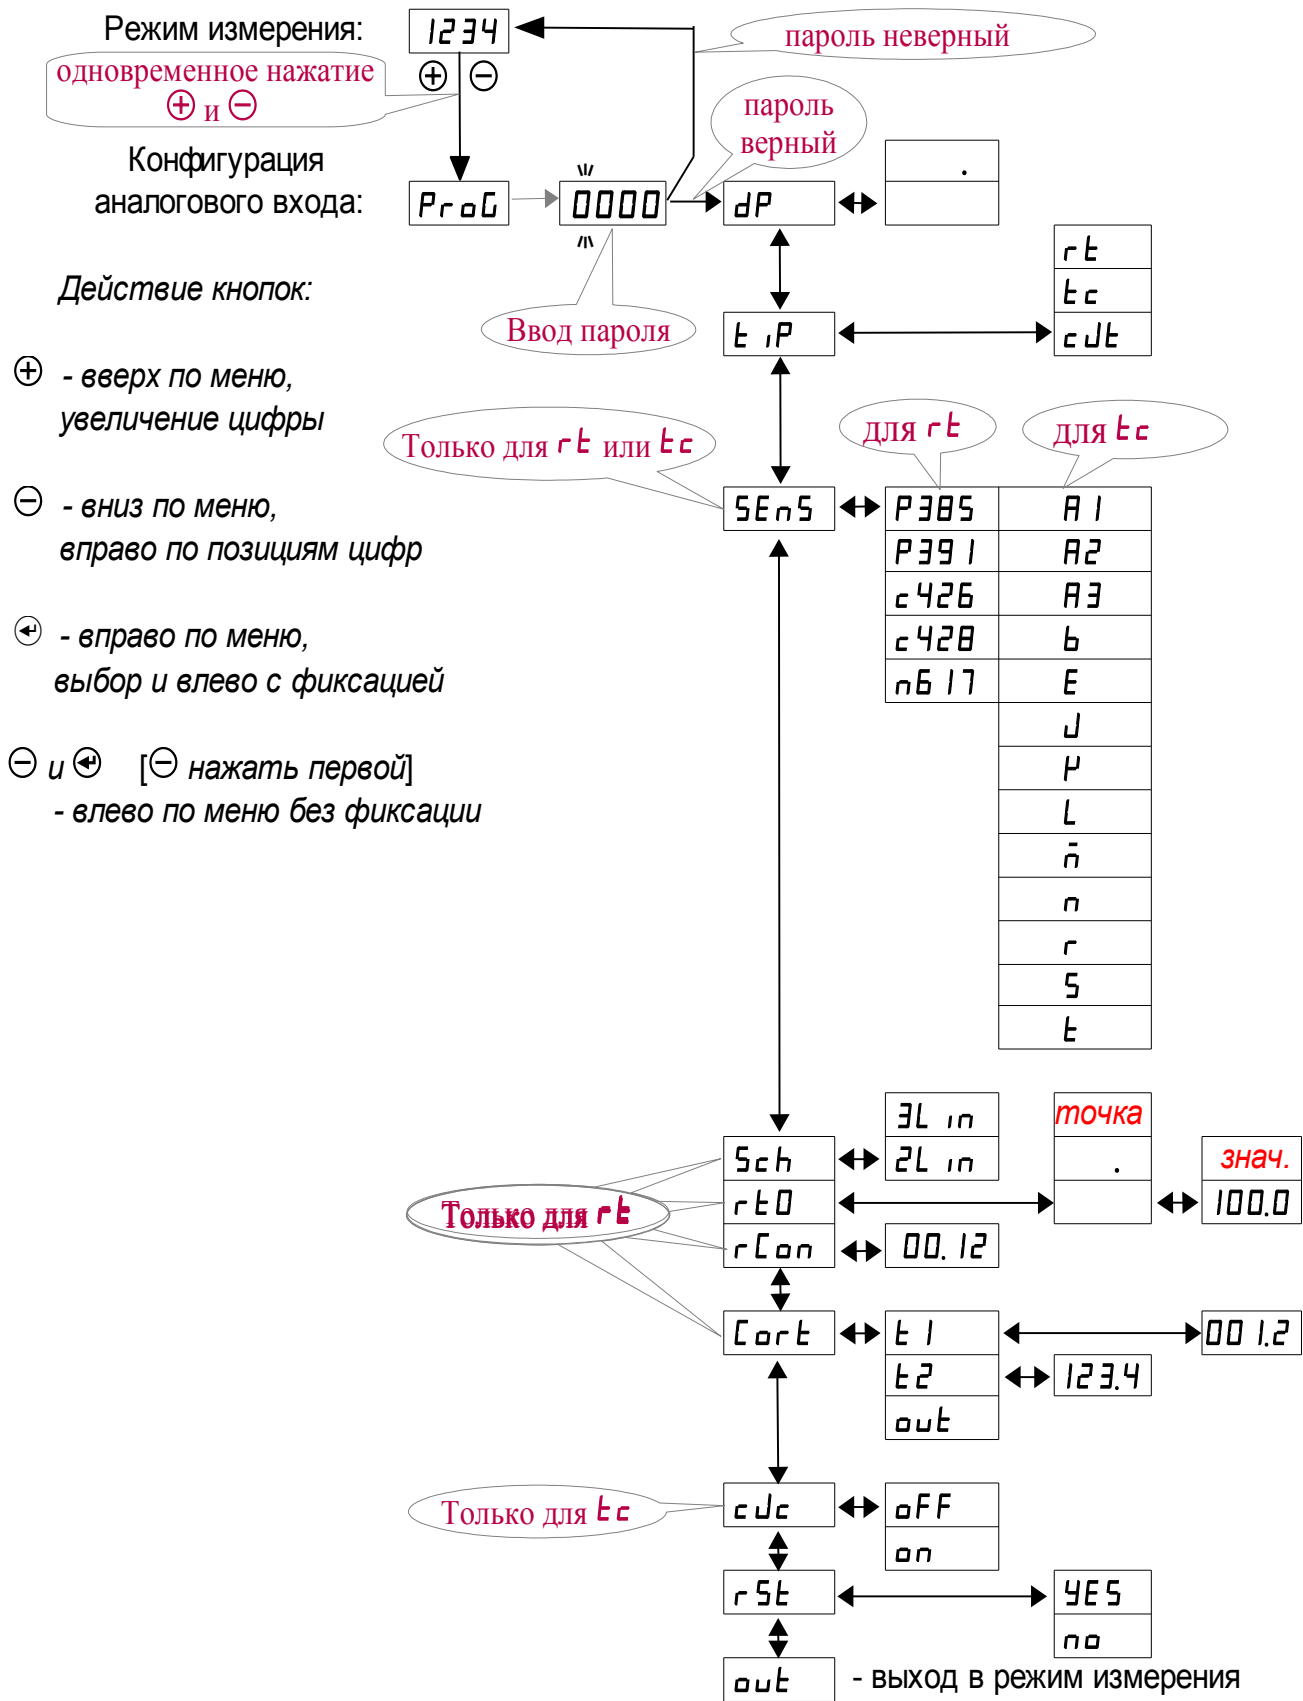 Режим измерения:
1234
пароль неверный
одновременное нажатие
⊕ и ⊖
⊕ ⊖
пароль
верный
Конфигурация
аналогового входа:
ProG
0000
dP
.
Ввод пароля
tiP
rt
tc
cJt
Действие кнопок:
⊕ - вверх по меню,
увеличение цифры
⊖ - вниз по меню,
вправо по позициям цифр
- вправо по меню,
выбор и влево с фиксацией
⊖ и [⊖ нажать первой]
- влево по меню без фиксации
Только для rt или tc
для rt
для tc
SEnS
P385
P391
c426
c428
n617
A1
A2
A3
b
E
J
L
n
r
S
t
Sch
3Lin
2Lin
точка
.
знач.
100.0
Только для rt
rt0
rCon
00.12
Cort
t1
001.2
t2
123.4
out
Только для tc
cJc
oFF
on
rSt
YES
no
out - выход в режим измерения